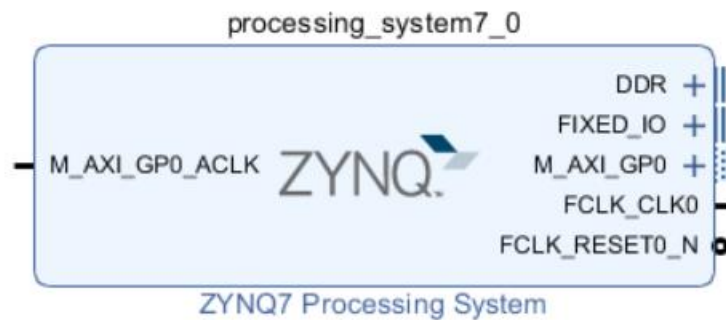 processing_system7_0
DDR
FIXED_IO
M_AXI_GP0_ACLK
ZYNQ
M_AXI_GP0
FCLK_CLK0
FCLK_RESET0_N
ZYNQ7 Processing System